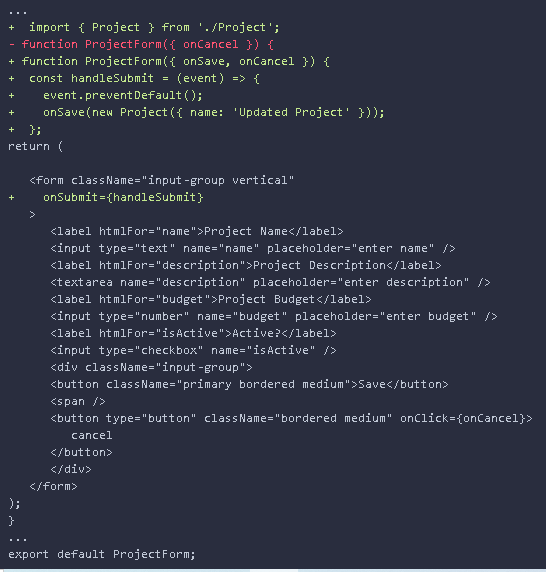 ...
+  import { Project } from './Project';
- function ProjectForm({ onCancel }) {
+ function ProjectForm({ onSave, onCancel }) {
+  const handleSubmit = (event) => {
+    event.preventDefault();
+    onSave(new Project({ name: 'Updated Project' }));
+  };
return (
   <form className="input-group vertical"
+    onSubmit={handleSubmit}
   >
      <label htmlFor="name">Project Name</label>
      <input type="text" name="name" placeholder="enter name" />
      <label htmlFor="description">Project Description</label>
      <textarea name="description" placeholder="enter description" />
      <label htmlFor="budget">Project Budget</label>
      <input type="number" name="budget" placeholder="enter budget" />
      <label htmlFor="isActive">Active?</label>
      <input type="checkbox" name="isActive" />
      <div className="input-group">
      <button className="primary bordered medium">Save</button>
      <span />
      <button type="button" className="bordered medium" onClick={onCancel}>
         cancel
      </button>
      </div>
   </form>
);
}
...
export default ProjectForm;